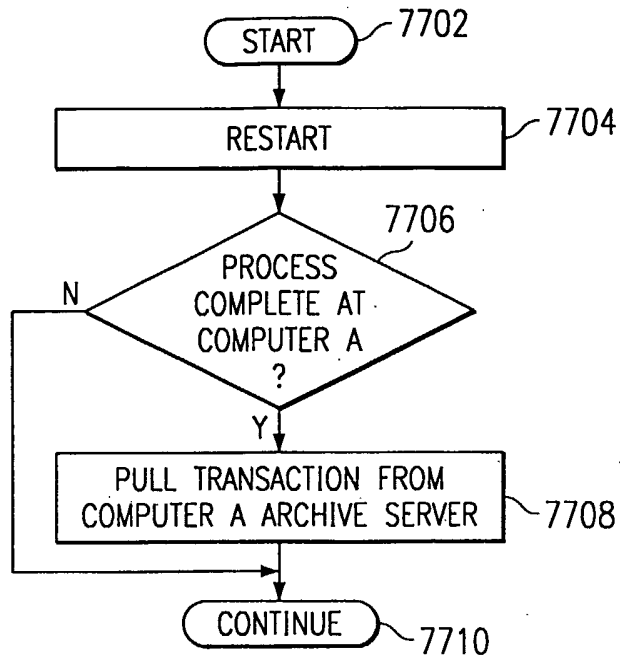 START
7702
RESTART
7704
7706
PROCESS
COMPLETE AT
COMPUTER A
?
N
Y
PULL TRANSACTION FROM
COMPUTER A ARCHIVE SERVER
7708
CONTINUE
7710